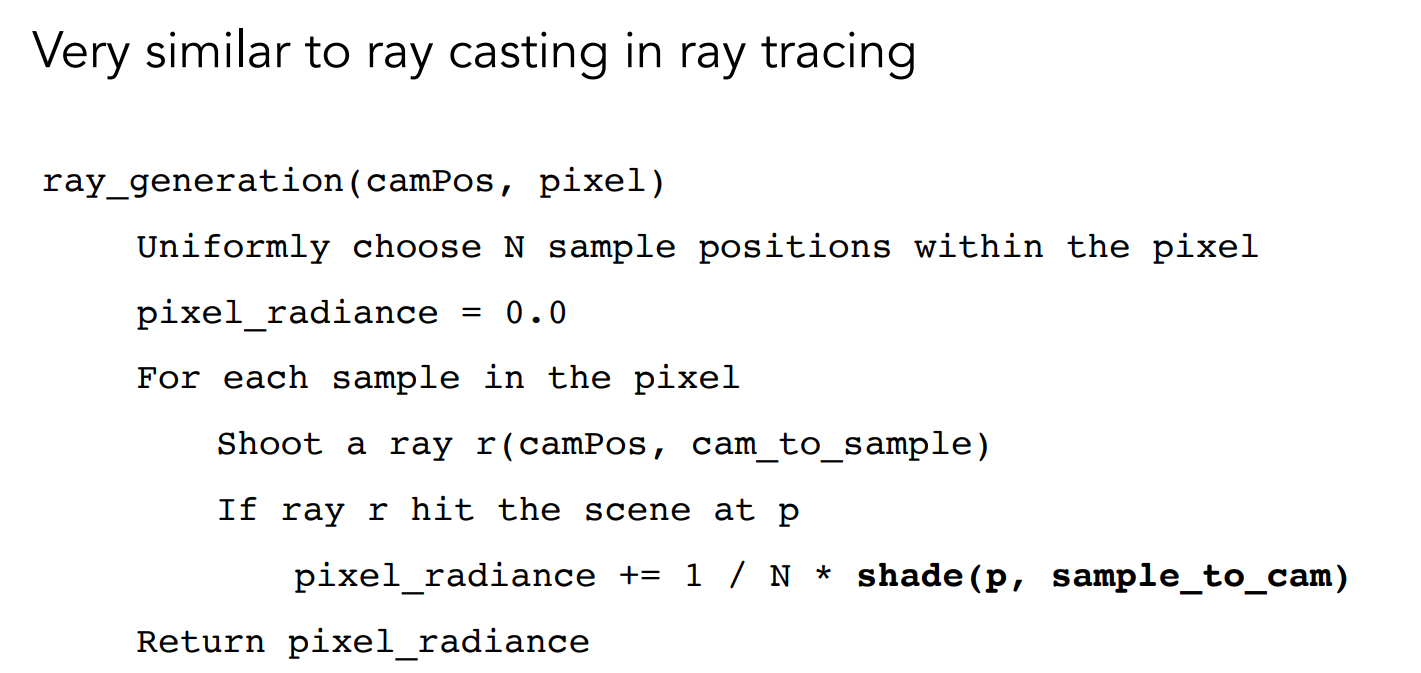 Very similar to ray casting in ray tracing
ray_generation(camPos, pixel)
Uniformly choose N sample positions within the pixel
pixel_radiance = 0.0
For each sample in the pixel
Shoot a ray r(camPos, cam_to_sample)
If ray r hit the scene at p
pixel_radiance += 1 / N * shade(p, sample_to_cam)
Return pixel_radiance